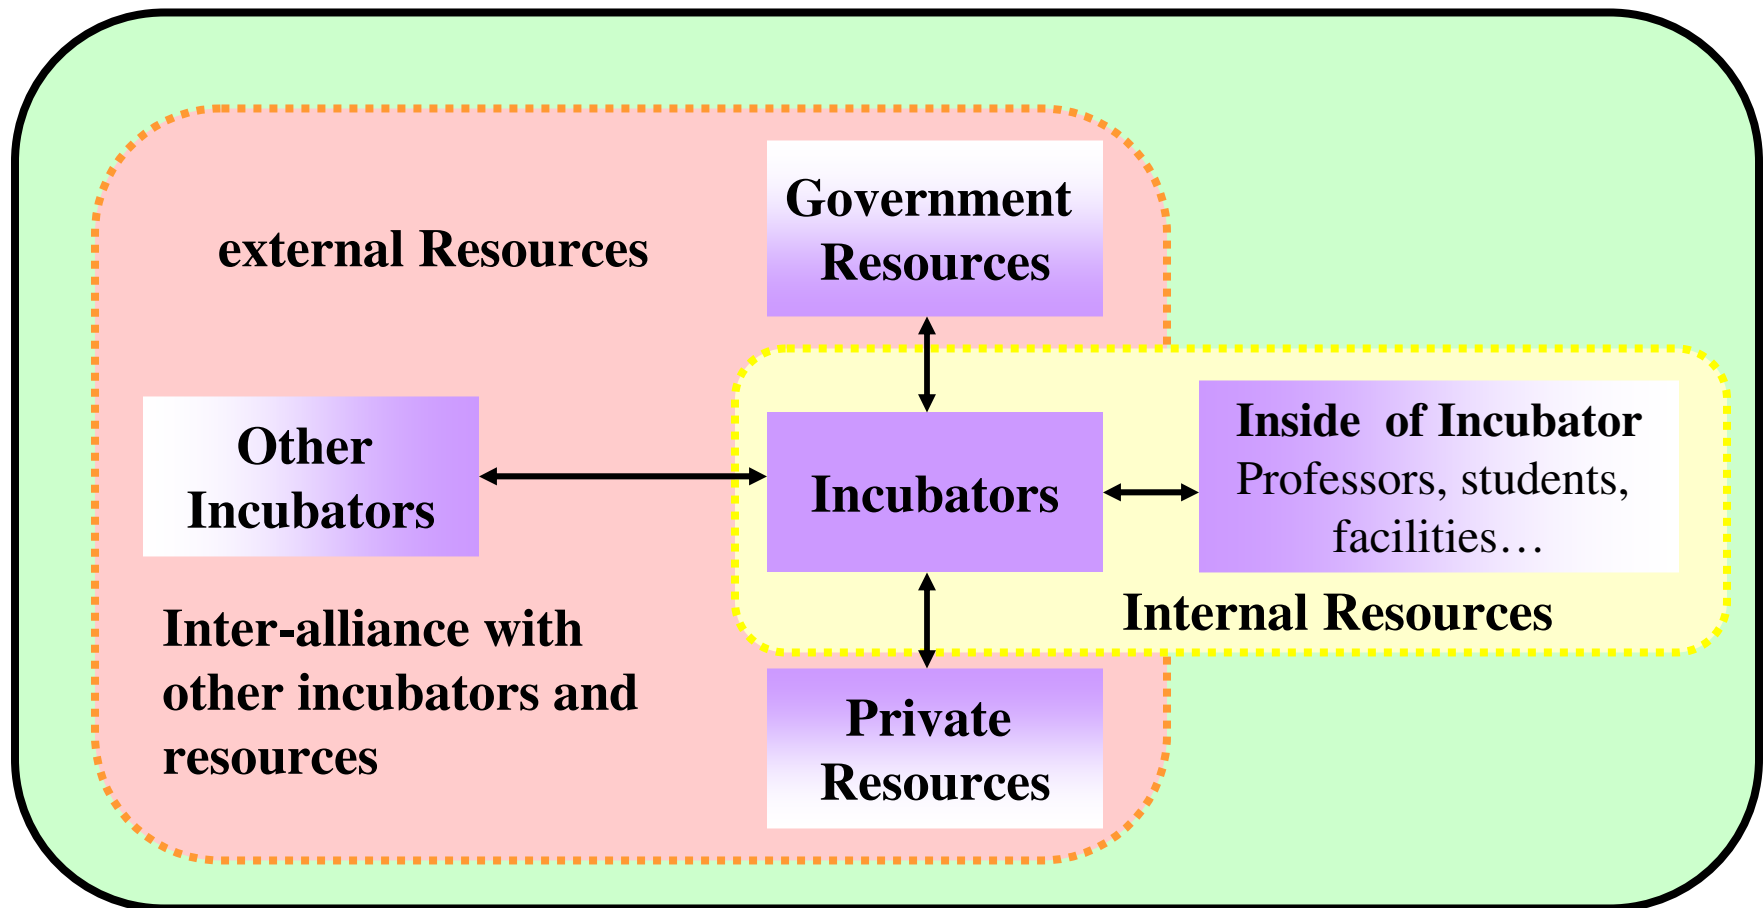 external Resources
Government
Resources
Other
Incubators
Incubators
Inside  of Incubator
Professors, students,
facilities…
Internal Resources
Inter-alliance with
other incubators and
resources
Private
Resources